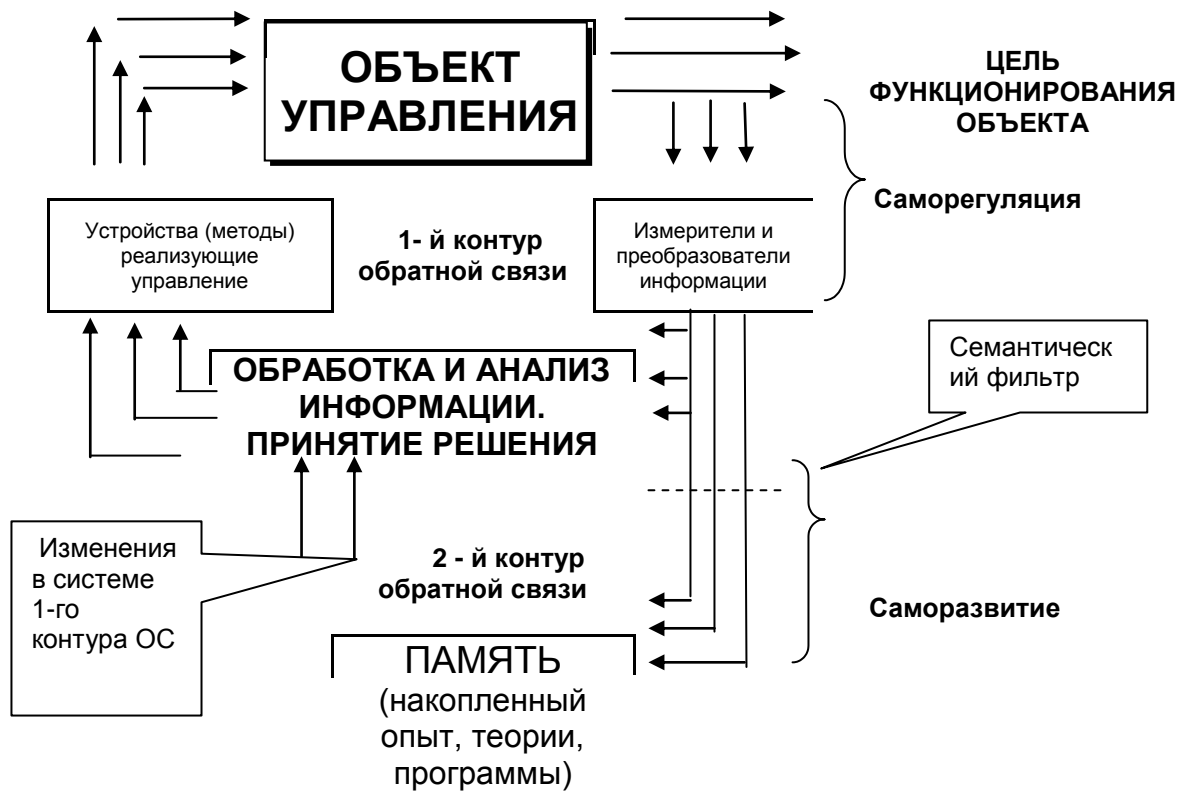 ОБЪЕКТ
УПРАВЛЕНИЯ
ЦЕЛЬ
ФУНКЦИОНИРОВАНИЯ
ОБЪЕКТА
Саморегуляция
Устройства (методы)
реализующие
управление
1- й контур
обратной связи
Измерители и
преобразователи
информации
Семантическ
ий фильтр
ОБРАБОТКА И АНАЛИЗ
ИНФОРМАЦИИ.
ПРИНЯТИЕ РЕШЕНИЯ
Изменения
в системе
1-го
контура ОС
2 - й контур
обратной связи
Саморазвитие
ПАМЯТЬ
(накопленный
опыт, теории,
программы)